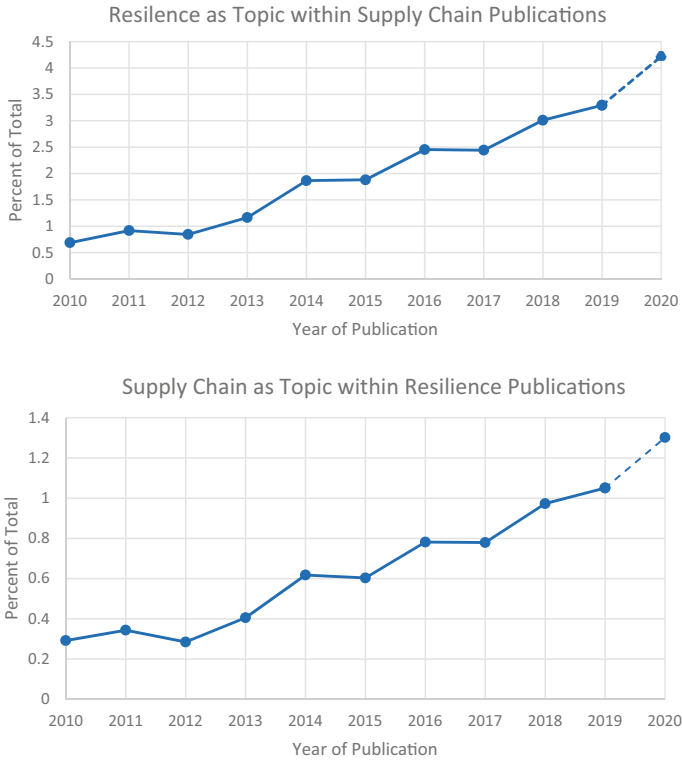 Resilence as Topic within Supply Chain Publications
4.5
4
3.5
3
2.5
2
1.5
1
0.5
0
Percent of Total
2010 2011 2012 2013 2014 2015 2016 2017 2018 2019 2020
Year of Publication
Supply Chain as Topic within Resilience Publications
1.4
1.2
1
0.8
0.6
0.4
0.2
0
Percent of Total
2010 2011 2012 2013 2014 2015 2016 2017 2018 2019 2020
Year of Publication